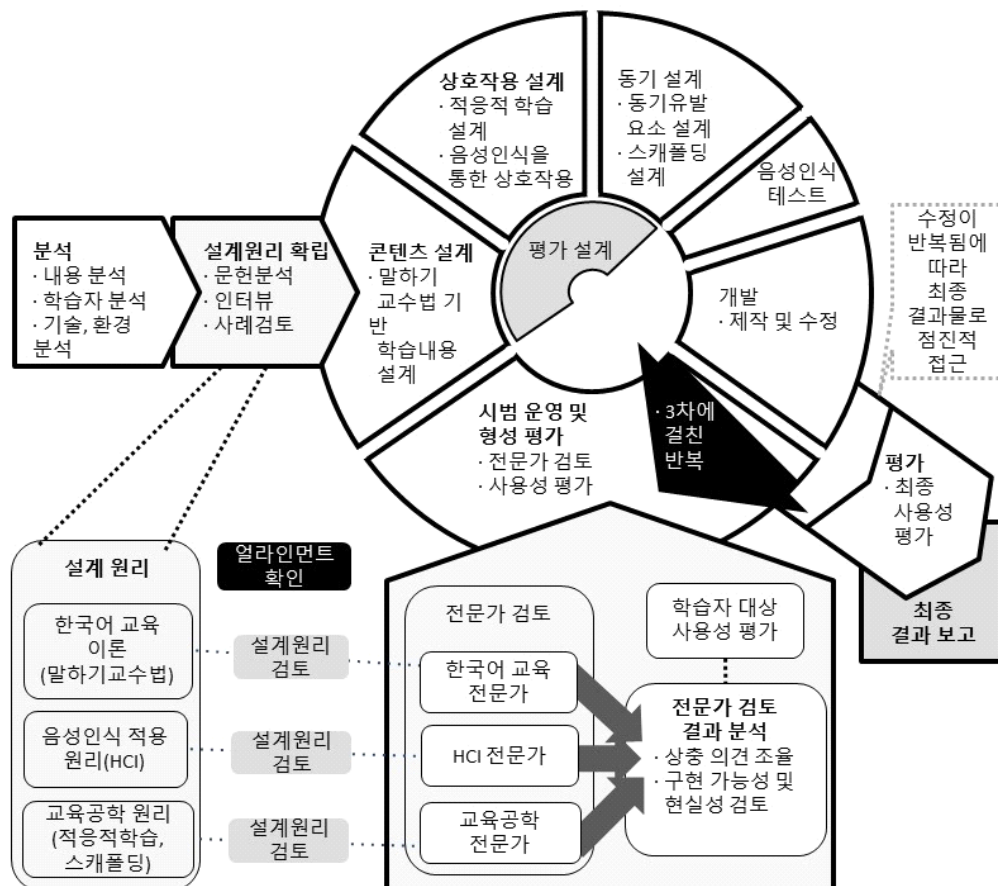 분석
· 내용 분석
· 학습자 분석
· 기술, 환경
분석
설계원리 확립
· 문헌분석
· 인터뷰
· 사례검토
콘텐츠 설계
· 말하기
교수법 기
반
학습내용
설계
상호작용 설계
· 적응적 학습
설계
· 음성인식을
통한 상호작용
동기 설계
· 동기유발
요소 설계
· 스캐폴딩
설계
음성인식
테스트
평가 설계
개발
· 제작 및 수정
시범 운영 및
형성 평가
· 전문가 검토
· 사용성 평가
· 3차에
걸친
반복
수정이
반복됨에
따라
최종
결과물로
점진적
접근
평가
· 최종
사용성
평가
최종
결과 보고
설계 원리
한국어 교육
이론
(말하기교수법)
음성인식 적용
원리(HCI)
교육공학 원리
(적응적학습,
스캐폴딩)
얼라인먼트
확인
설계원리
검토
설계원리
검토
설계원리
검토
전문가 검토
한국어 교육
전문가
HCI 전문가
교육공학
전문가
학습자 대상
사용성 평가
전문가 검토
결과 분석
· 상충 의견 조율
· 구현 가능성 및
현실성 검토